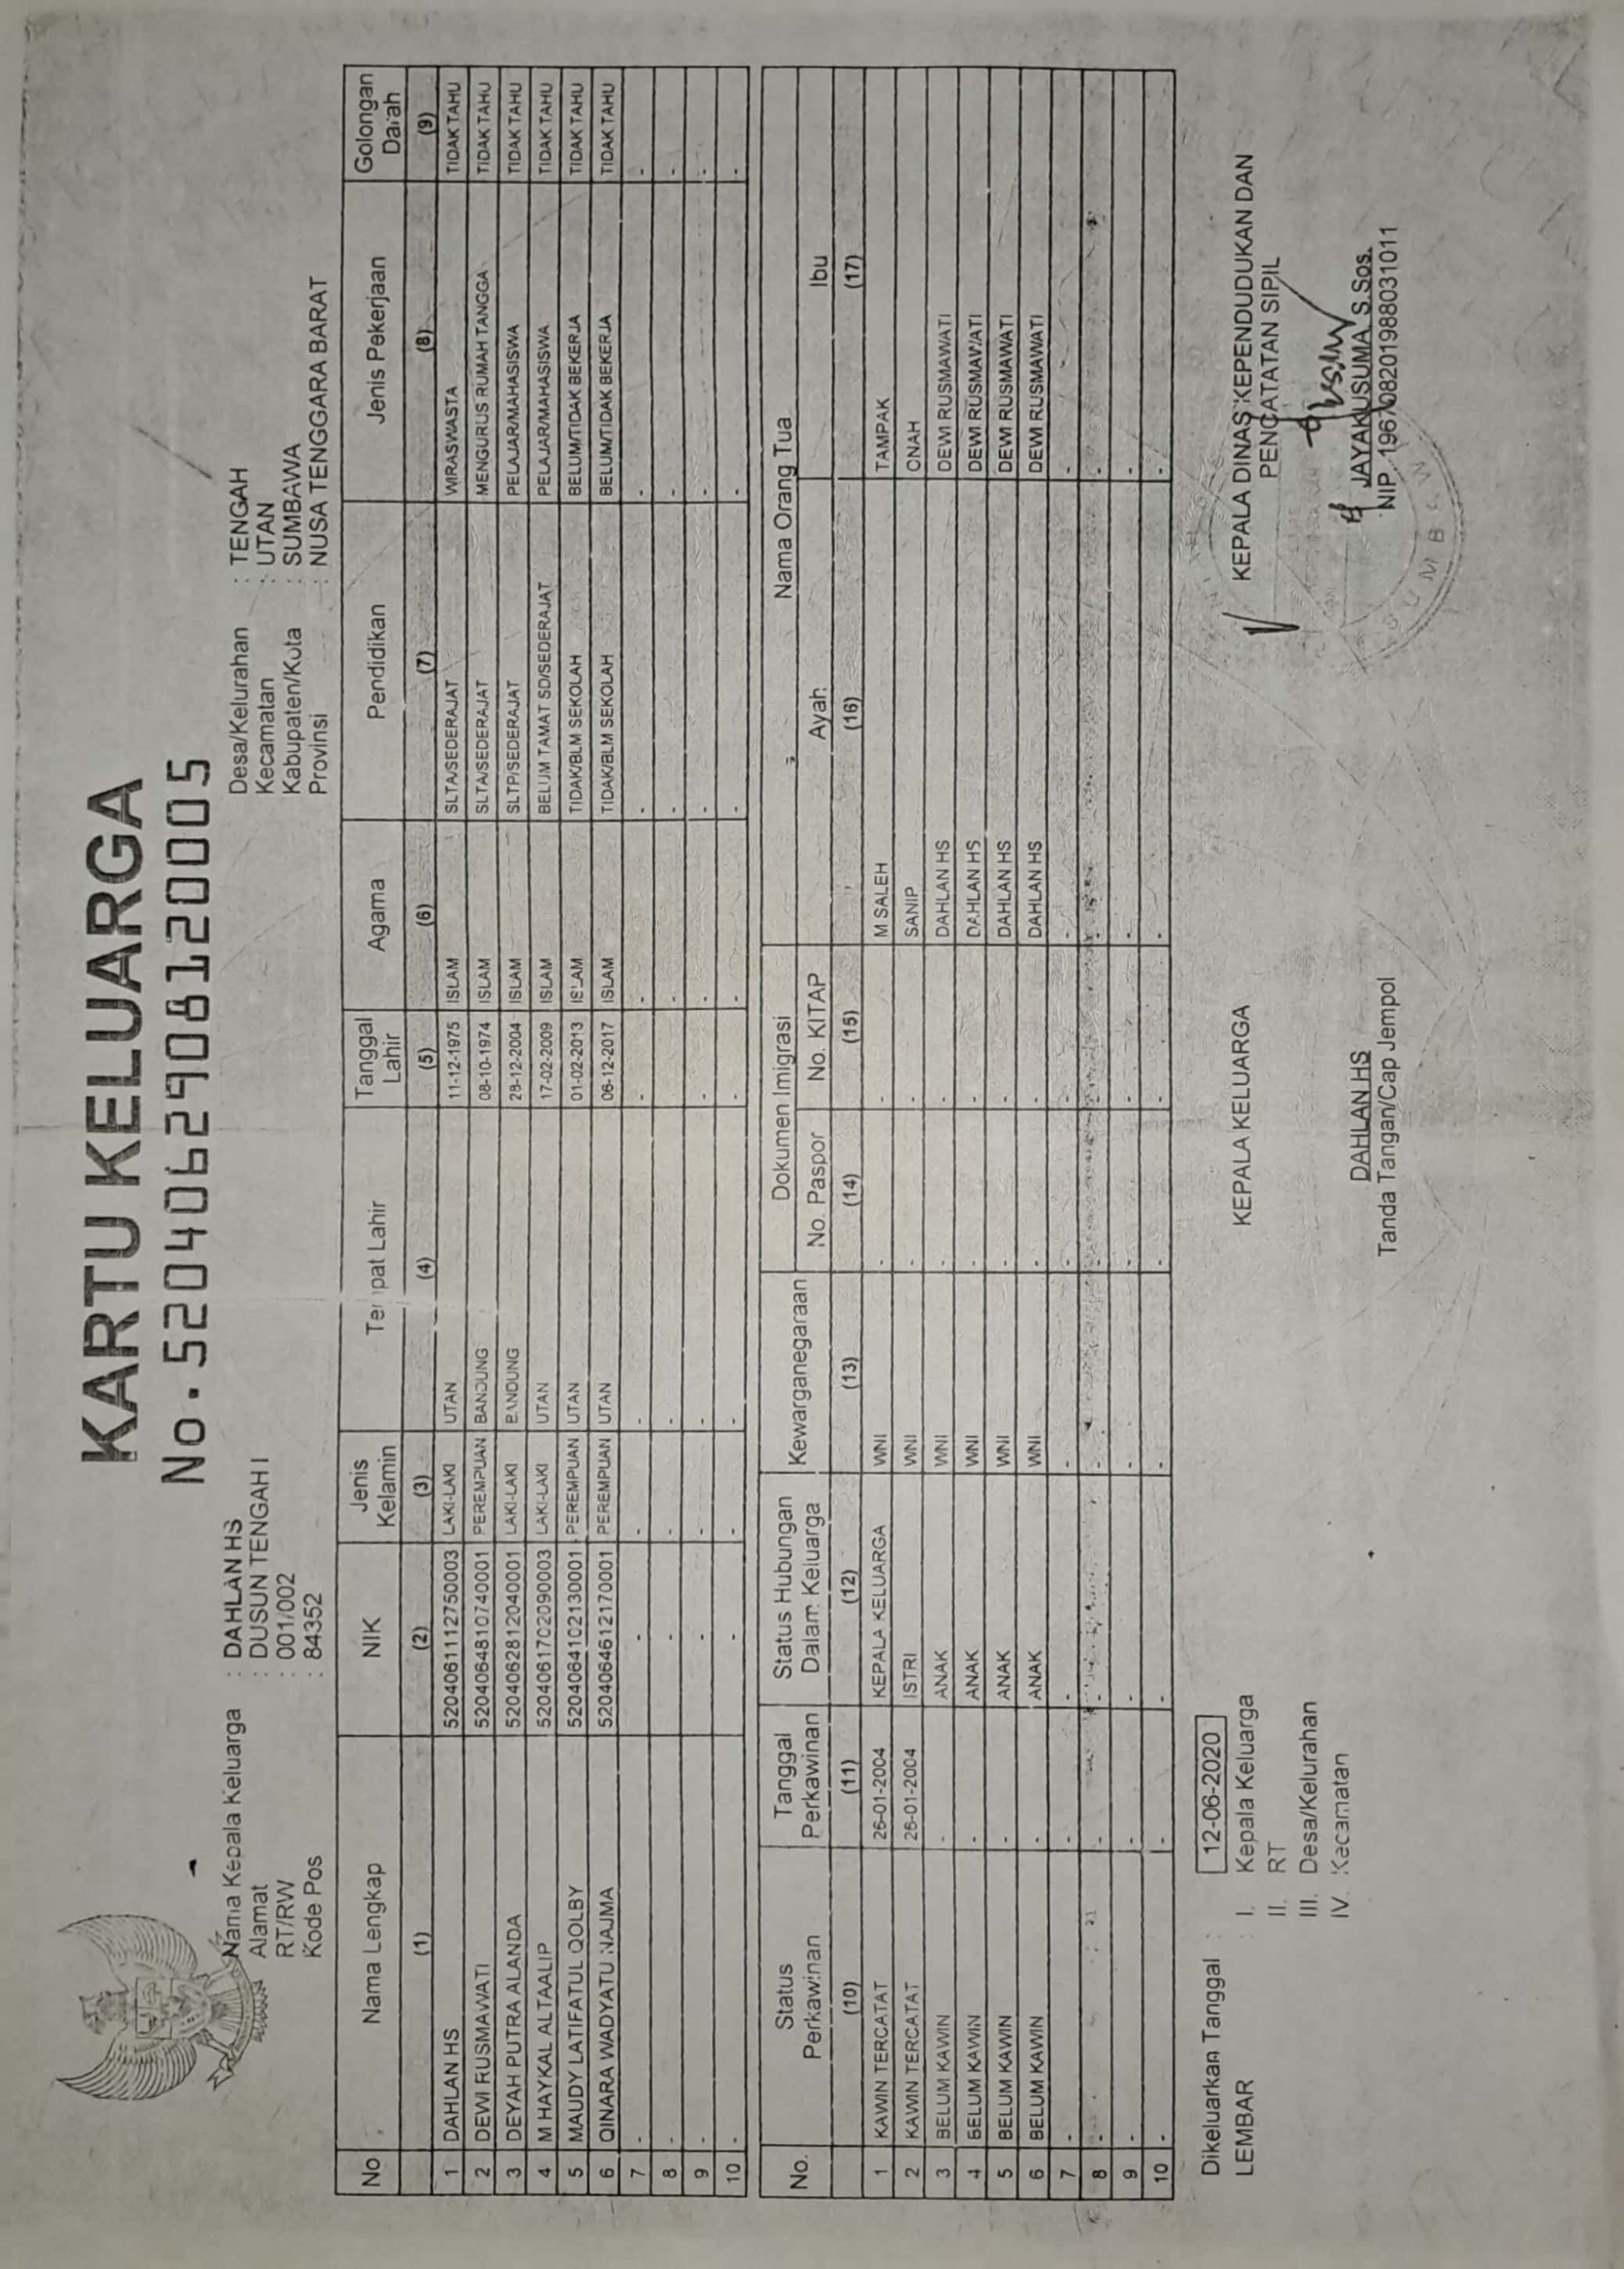 KARTU KELUARGA
No. 5204062908120005
Nama Kepala Keluarga : DAHLAN HS
Alamat : DUSUN TENGAH I
RT/RW : 001/002
Kode Pos : 84352
Desa/Kelurahan : TENGAH
Kecamatan : UTAN
Kabupaten/Kota : SUMBAWA
Provinsi : NUSA TENGGARA BARAT
No Nama Lengkap NIK Jenis Kelamin Tempat Lahir Tanggal Lahir Agama Pendidikan Jenis Pekerjaan Golongan Darah
(1) (2) (3) (4) (5) (6) (7) (8) (9)
1 DAHLAN HS 5204061112750003 LAKI-LAKI UTAN 11-12-1975 ISLAM SLTA/SEDERAJAT WIRASWASTA TIDAK TAHU
2 DEWI RUSMAWATI 5204064810740001 PEREMPUAN BANDUNG 08-10-1974 ISLAM SLTA/SEDERAJAT MENGURUS RUMAH TANGGA TIDAK TAHU
3 DEYAH PUTRA ALANDA 5204062812040001 LAKI-LAKI BANDUNG 28-12-2004 ISLAM SLTP/SEDERAJAT PELAJAR/MAHASISWA TIDAK TAHU
4 M HAYKAL ALTAALIP 5204061702090003 LAKI-LAKI UTAN 17-02-2009 ISLAM BELUM TAMAT SD/SEDERAJAT PELAJAR/MAHASISWA TIDAK TAHU
5 MAUDY LATIFATUL QOLBY 5204064102130001 PEREMPUAN UTAN 01-02-2013 ISLAM TIDAK/BLM SEKOLAH BELUM/TIDAK BEKERJA TIDAK TAHU
6 QINARA WADYATU NAJMA 5204064612170001 PEREMPUAN UTAN 06-12-2017 ISLAM TIDAK/BLM SEKOLAH BELUM/TIDAK BEKERJA TIDAK TAHU
7 - - - - - - - - -
8 - - - - - - - - -
9 - - - - - - - - -
10 - - - - - - - - -
No. Status Perkawinan Tanggal Perkawinan Status Hubungan Dalam Keluarga Kewarganegaraan Dokumen Imigrasi Nama Orang Tua
No. Paspor No. KITAP Ayah Ibu
(10) (11) (12) (13) (14) (15) (16) (17)
1 KAWIN TERCATAT 26-01-2004 KEPALA KELUARGA WNI - - M SALEH TAMPAK
2 KAWIN TERCATAT 26-01-2004 ISTRI WNI - - SANIP ONAH
3 BELUM KAWIN - ANAK WNI - - DAHLAN HS DEWI RUSMAWATI
4 BELUM KAWIN - ANAK WNI - - DAHLAN HS DEWI RUSMAWATI
5 BELUM KAWIN - ANAK WNI - - DAHLAN HS DEWI RUSMAWATI
6 BELUM KAWIN - ANAK WNI - - DAHLAN HS DEWI RUSMAWATI
7 - - - - - - - -
8 - - - - - - - -
9 - - - - - - - -
10 - - - - - - - -
Dikeluarkan Tanggal : 12-06-2020
LEMBAR : I. Kepala Keluarga
II. RT
III. Desa/Kelurahan
IV. Kecamatan
KEPALA KELUARGA
DAHLAN HS
Tanda Tangan/Cap Jempol
KEPALA DINAS KEPENDUDUKAN DAN
PENCATATAN SIPIL
JAYAKUSUMA, S.Sos.
NIP. 196708201988031011